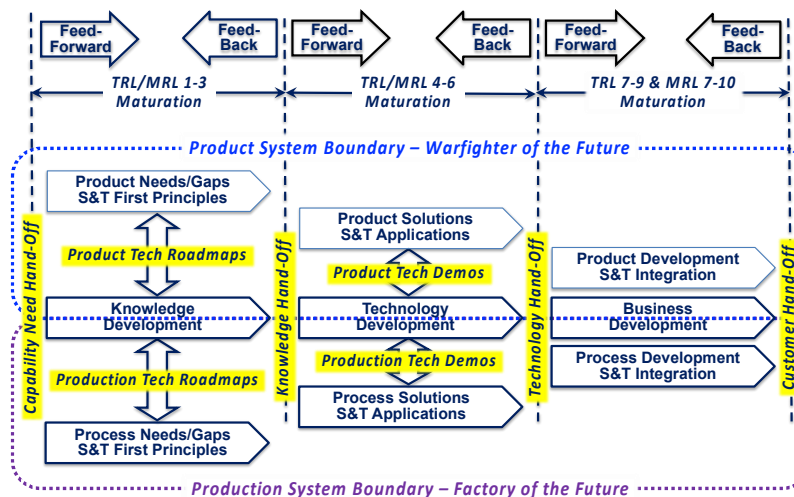 Feed-
Forward
Feed-
Back
Feed-
Forward
Feed-
Back
Feed-
Forward
Feed-
Back
TRL/MRL 1-3
Maturation
TRL/MRL 4-6
Maturation
TRL 7-9 & MRL 7-10
Maturation
Product System Boundary – Warfighter of the Future
Product Needs/Gaps
S&T First Principles
Product Solutions
S&T Applications
Product Tech Roadmaps
Product Tech Demos
Product Development
S&T Integration
Capability Need Hand-Off
Knowledge
Development
Knowledge Hand-Off
Technology
Development
Technology Hand-Off
Business
Development
Customer Hand-Off
Production Tech Roadmaps
Production Tech Demos
Process Development
S&T Integration
Process Solutions
S&T Applications
Process Needs/Gaps
S&T First Principles
Production System Boundary – Factory of the Future